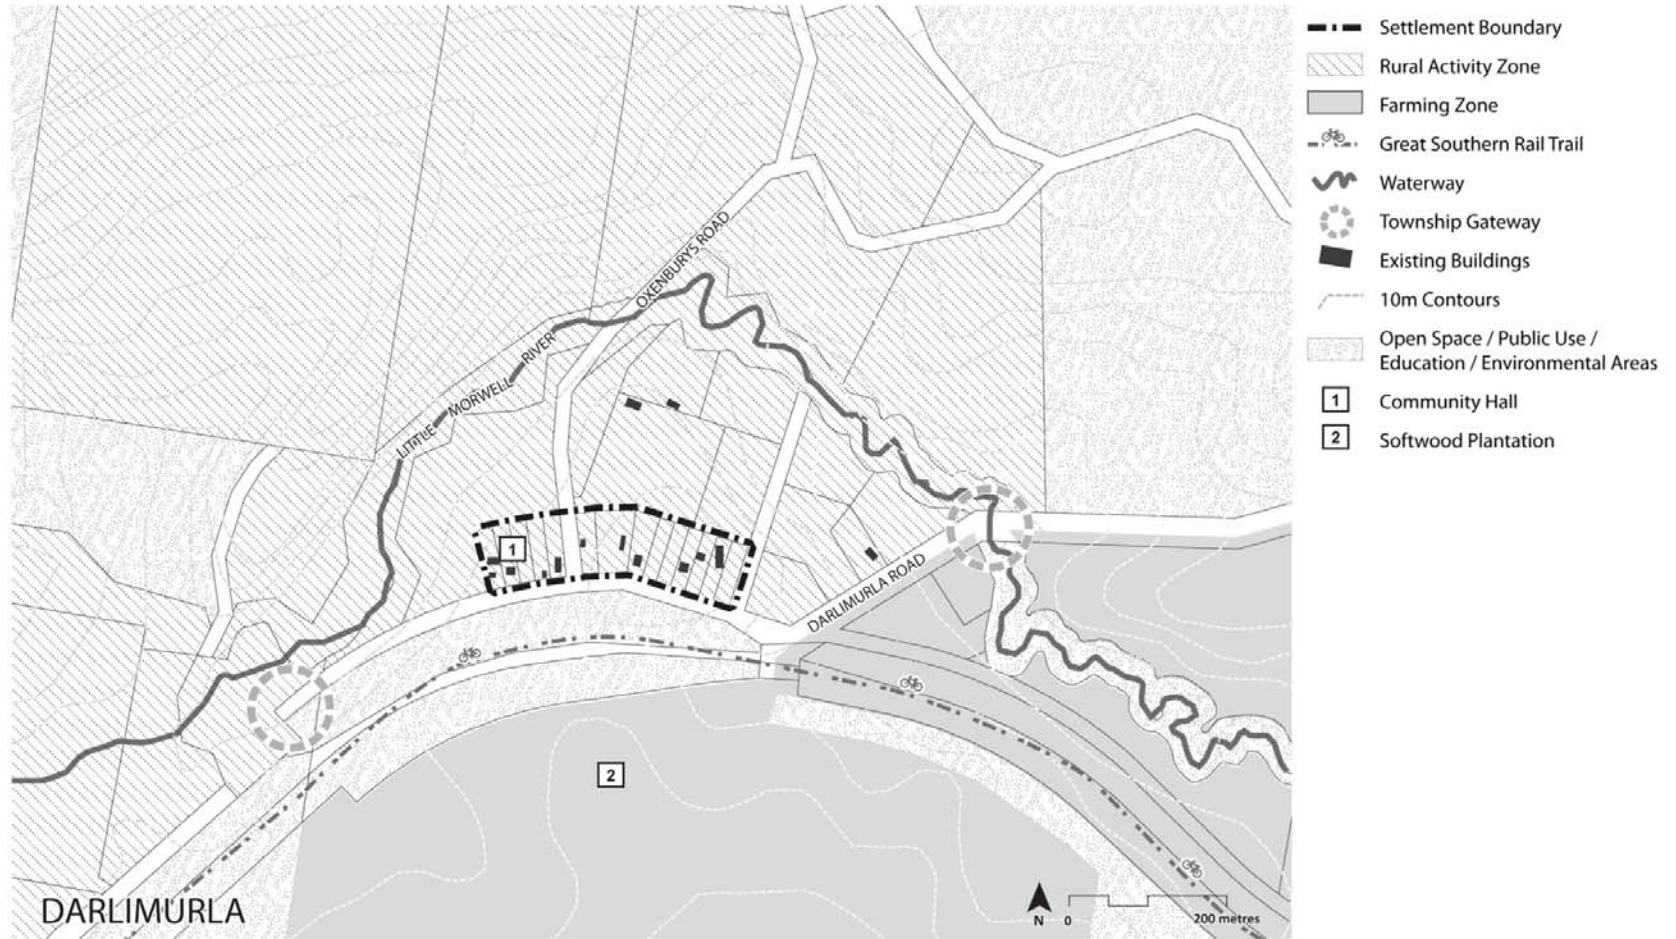 Settlement Boundary
Rural Activity Zone
Farming Zone
Great Southern Rail Trail
Waterway
Township Gateway
Existing Buildings
10m Contours
Open Space / Public Use /
Education / Environmental Areas
1 Community Hall
2 Softwood Plantation
OXENBURYS ROAD
LITTLE MORWELL RIVER
1
DARLIMURLA ROAD
2
DARLIMURLA
N 0 200 metres